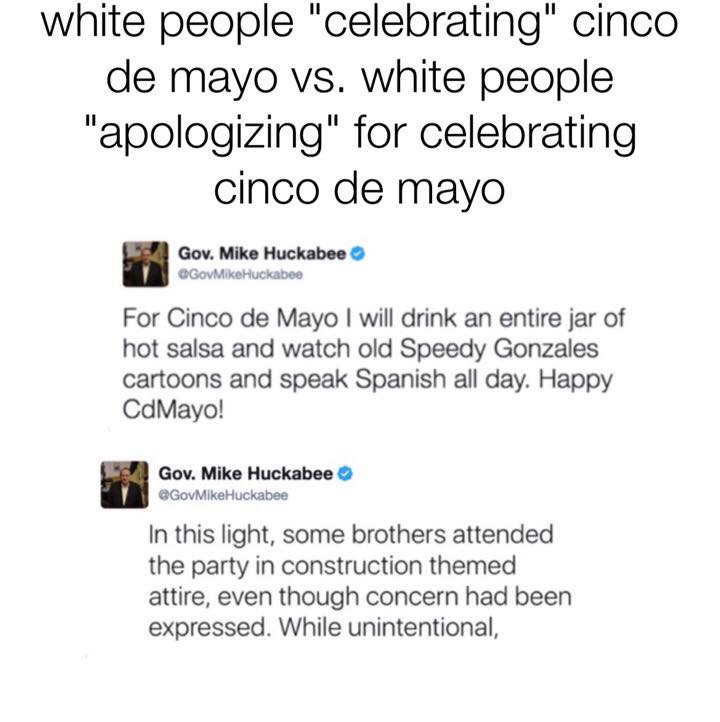 white people "celebrating" cinco
de mayo vs. white people
"apologizing" for celebrating
cinco de mayo
Gov. Mike Huckabee
@GovMikeHuckabee
For Cinco de Mayo I will drink an entire jar of
hot salsa and watch old Speedy Gonzales
cartoons and speak Spanish all day. Happy
CdMayo!
Gov. Mike Huckabee
@GovMikeHuckabee
In this light, some brothers attended
the party in construction themed
attire, even though concern had been
expressed. While unintentional,